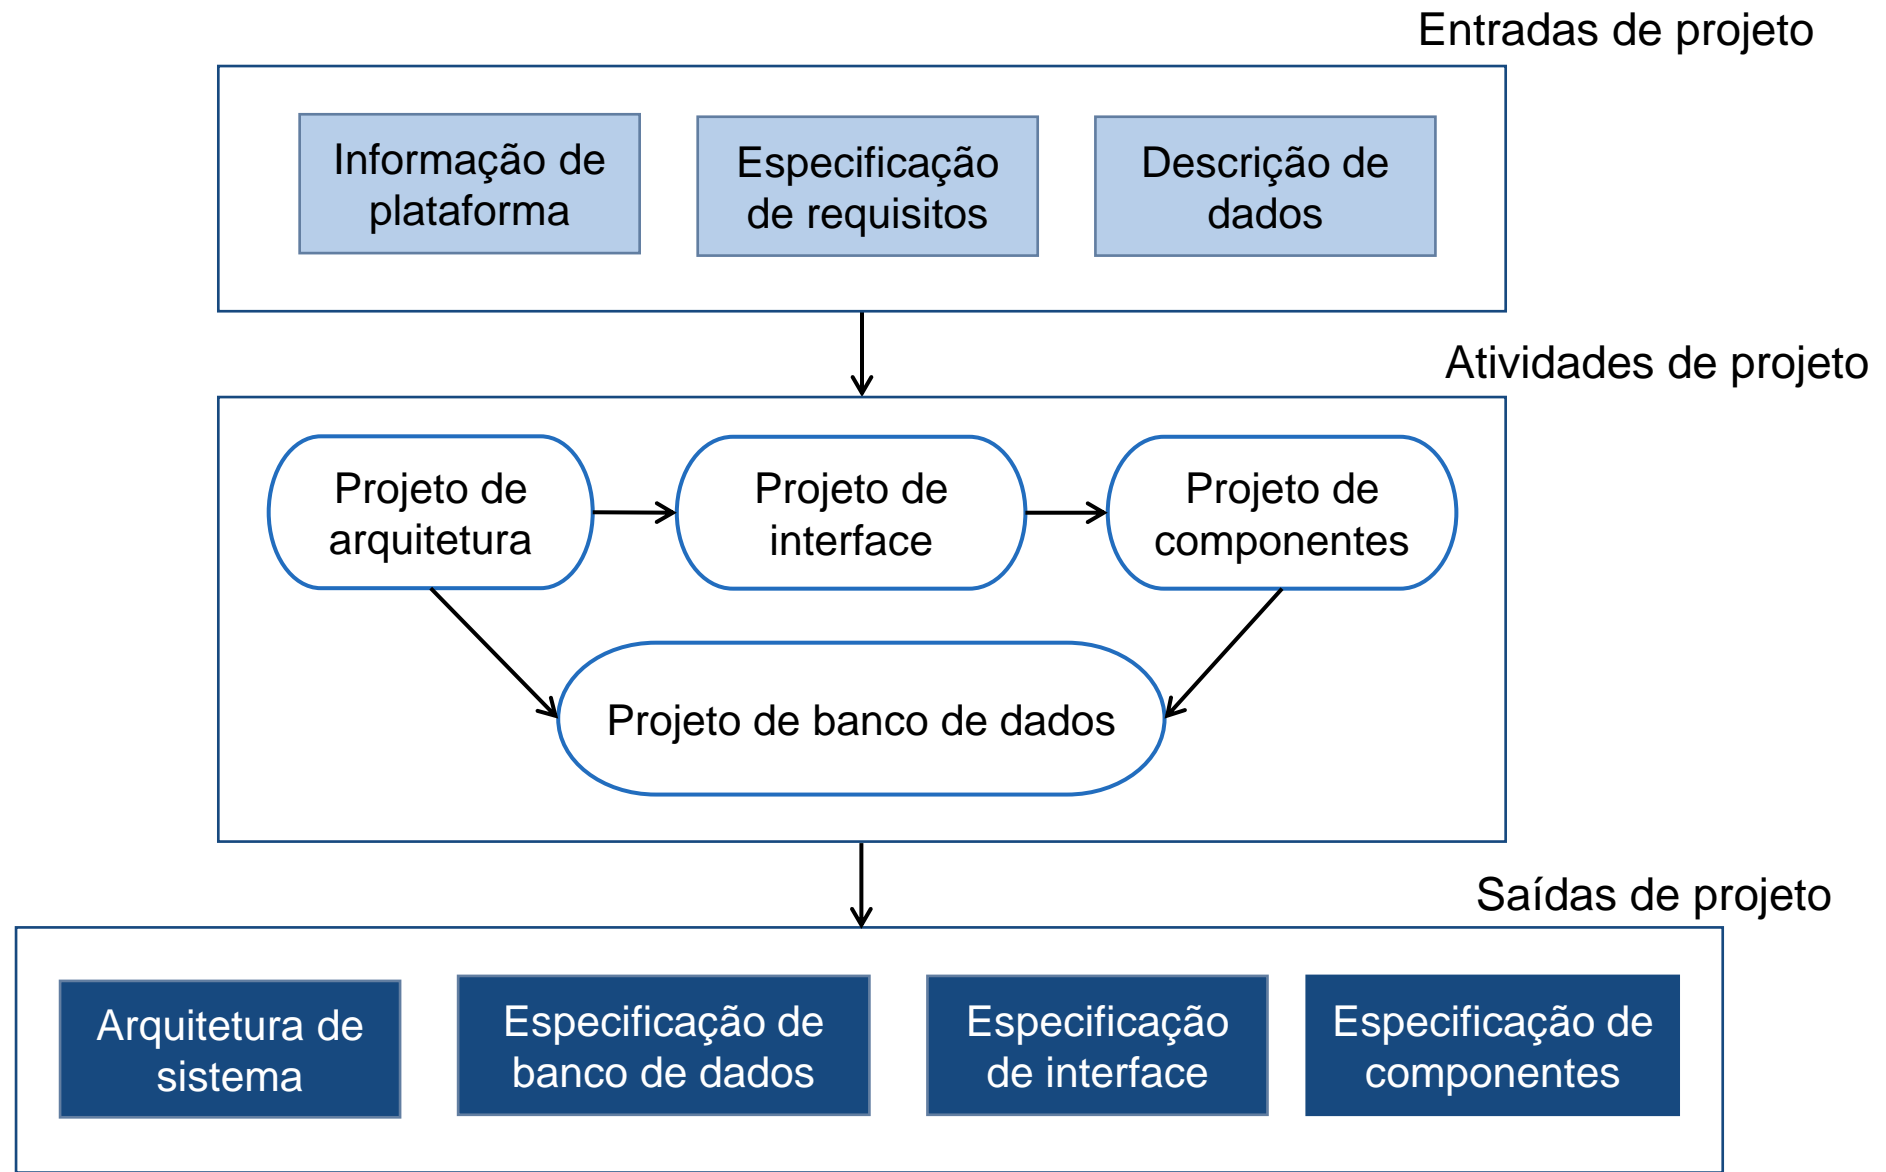 Entradas de projeto
Informação de
plataforma
Especificação
de requisitos
Descrição de
dados
Atividades de projeto
Projeto de
arquitetura
Projeto de
interface
Projeto de
componentes
Projeto de banco de dados
Saídas de projeto
Arquitetura de
sistema
Especificação de
banco de dados
Especificação
de interface
Especificação de
componentes